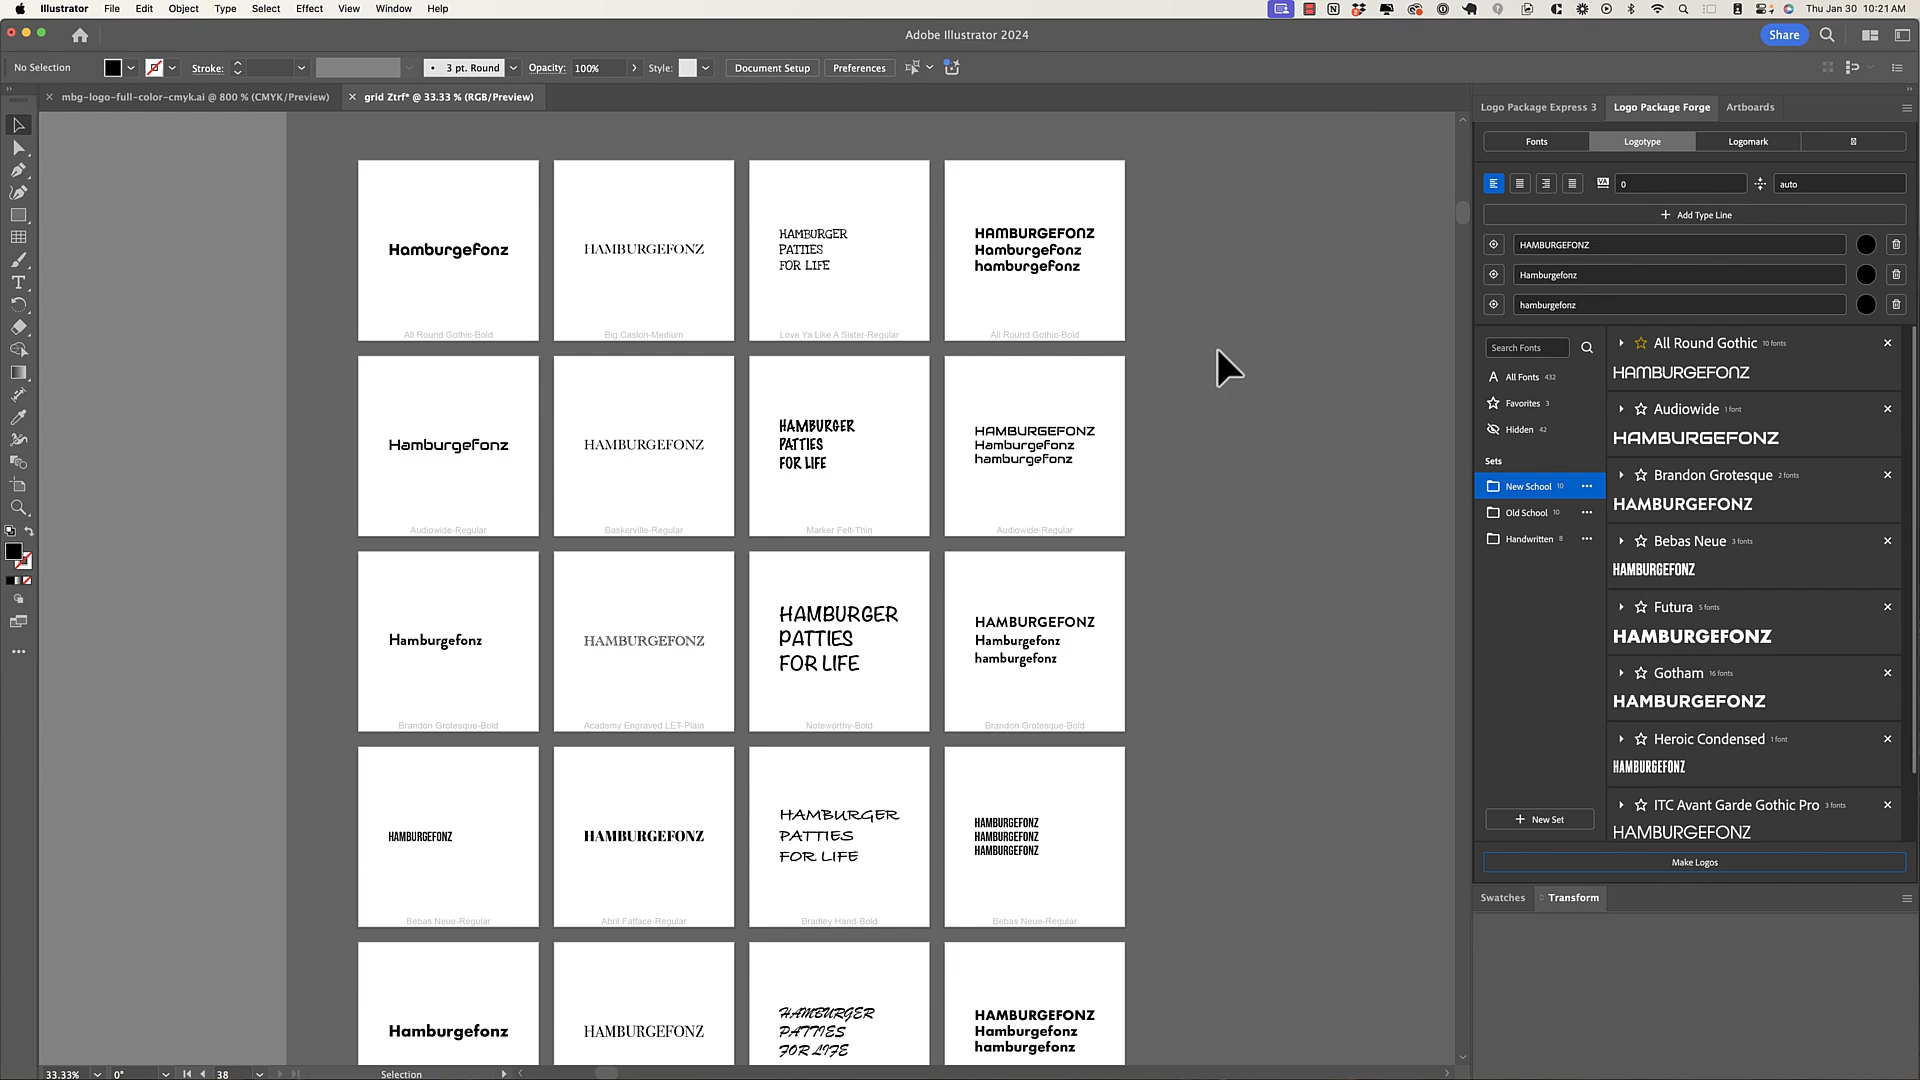 Illustrator File Edit Object Type Select Effect View Window Help
Thu Jan 30 10:21 AM
Adobe Illustrator 2024
Share
No Selection
Stroke:
3 pt. Round
Opacity: 100%
Style:
Document Setup
Preferences
mbg-logo-full-color-cmyk.ai @ 800 % (CMYK/Preview)
grid Ztrf* @ 33.33 % (RGB/Preview)
Hamburgefonz
All Round Gothic-Bold
HAMBURGEFONZ
Big Caslon-Medium
HAMBURGER
PATTIES
FOR LIFE
Love Ya Like A Sister-Regular
HAMBURGEFONZ
Hamburgefonz
hamburgefonz
All Round Gothic-Bold
Hamburgefonz
Audiowide-Regular
HAMBURGEFONZ
Baskerville-Regular
HAMBURGER
PATTIES
FOR LIFE
Marker Felt-Thin
HAMBURGEFONZ
Hamburgefonz
hamburgefonz
Audiowide-Regular
Hamburgefonz
Brandon Grotesque-Bold
HAMBURGEFONZ
Academy Engraved LET-Plain
HAMBURGER
PATTIES
FOR LIFE
Noteworthy-Bold
HAMBURGEFONZ
Hamburgefonz
hamburgefonz
Brandon Grotesque-Bold
HAMBURGEFONZ
Bebas Neue-Regular
HAMBURGEFONZ
Abril Fatface-Regular
HAMBURGER
PATTIES
FOR LIFE
Bradley Hand-Bold
HAMBURGEFONZ
HAMBURGEFONZ
HAMBURGEFONZ
Bebas Neue-Regular
Hamburgefonz
HAMBURGEFONZ
HAMBURGER
PATTIES
FOR LIFE
HAMBURGEFONZ
Hamburgefonz
hamburgefonz
33.33%
0°
38
Selection
Logo Package Express 3
Logo Package Forge
Artboards
Fonts
Logotype
Logomark
VA
0
auto
+ Add Type Line
HAMBURGEFONZ
Hamburgefonz
hamburgefonz
Search Fonts
A All Fonts 432
Favorites 3
Hidden 42
Sets
New School 10
Old School 10
Handwritten 8
+ New Set
All Round Gothic 10 fonts
HAMBURGEFONZ
Audiowide 1 font
HAMBURGEFONZ
Brandon Grotesque 2 fonts
HAMBURGEFONZ
Bebas Neue 3 fonts
HAMBURGEFONZ
Futura 5 fonts
HAMBURGEFONZ
Gotham 16 fonts
HAMBURGEFONZ
Heroic Condensed 1 font
HAMBURGEFONZ
ITC Avant Garde Gothic Pro 3 fonts
HAMBURGEFONZ
Make Logos
Swatches
Transform